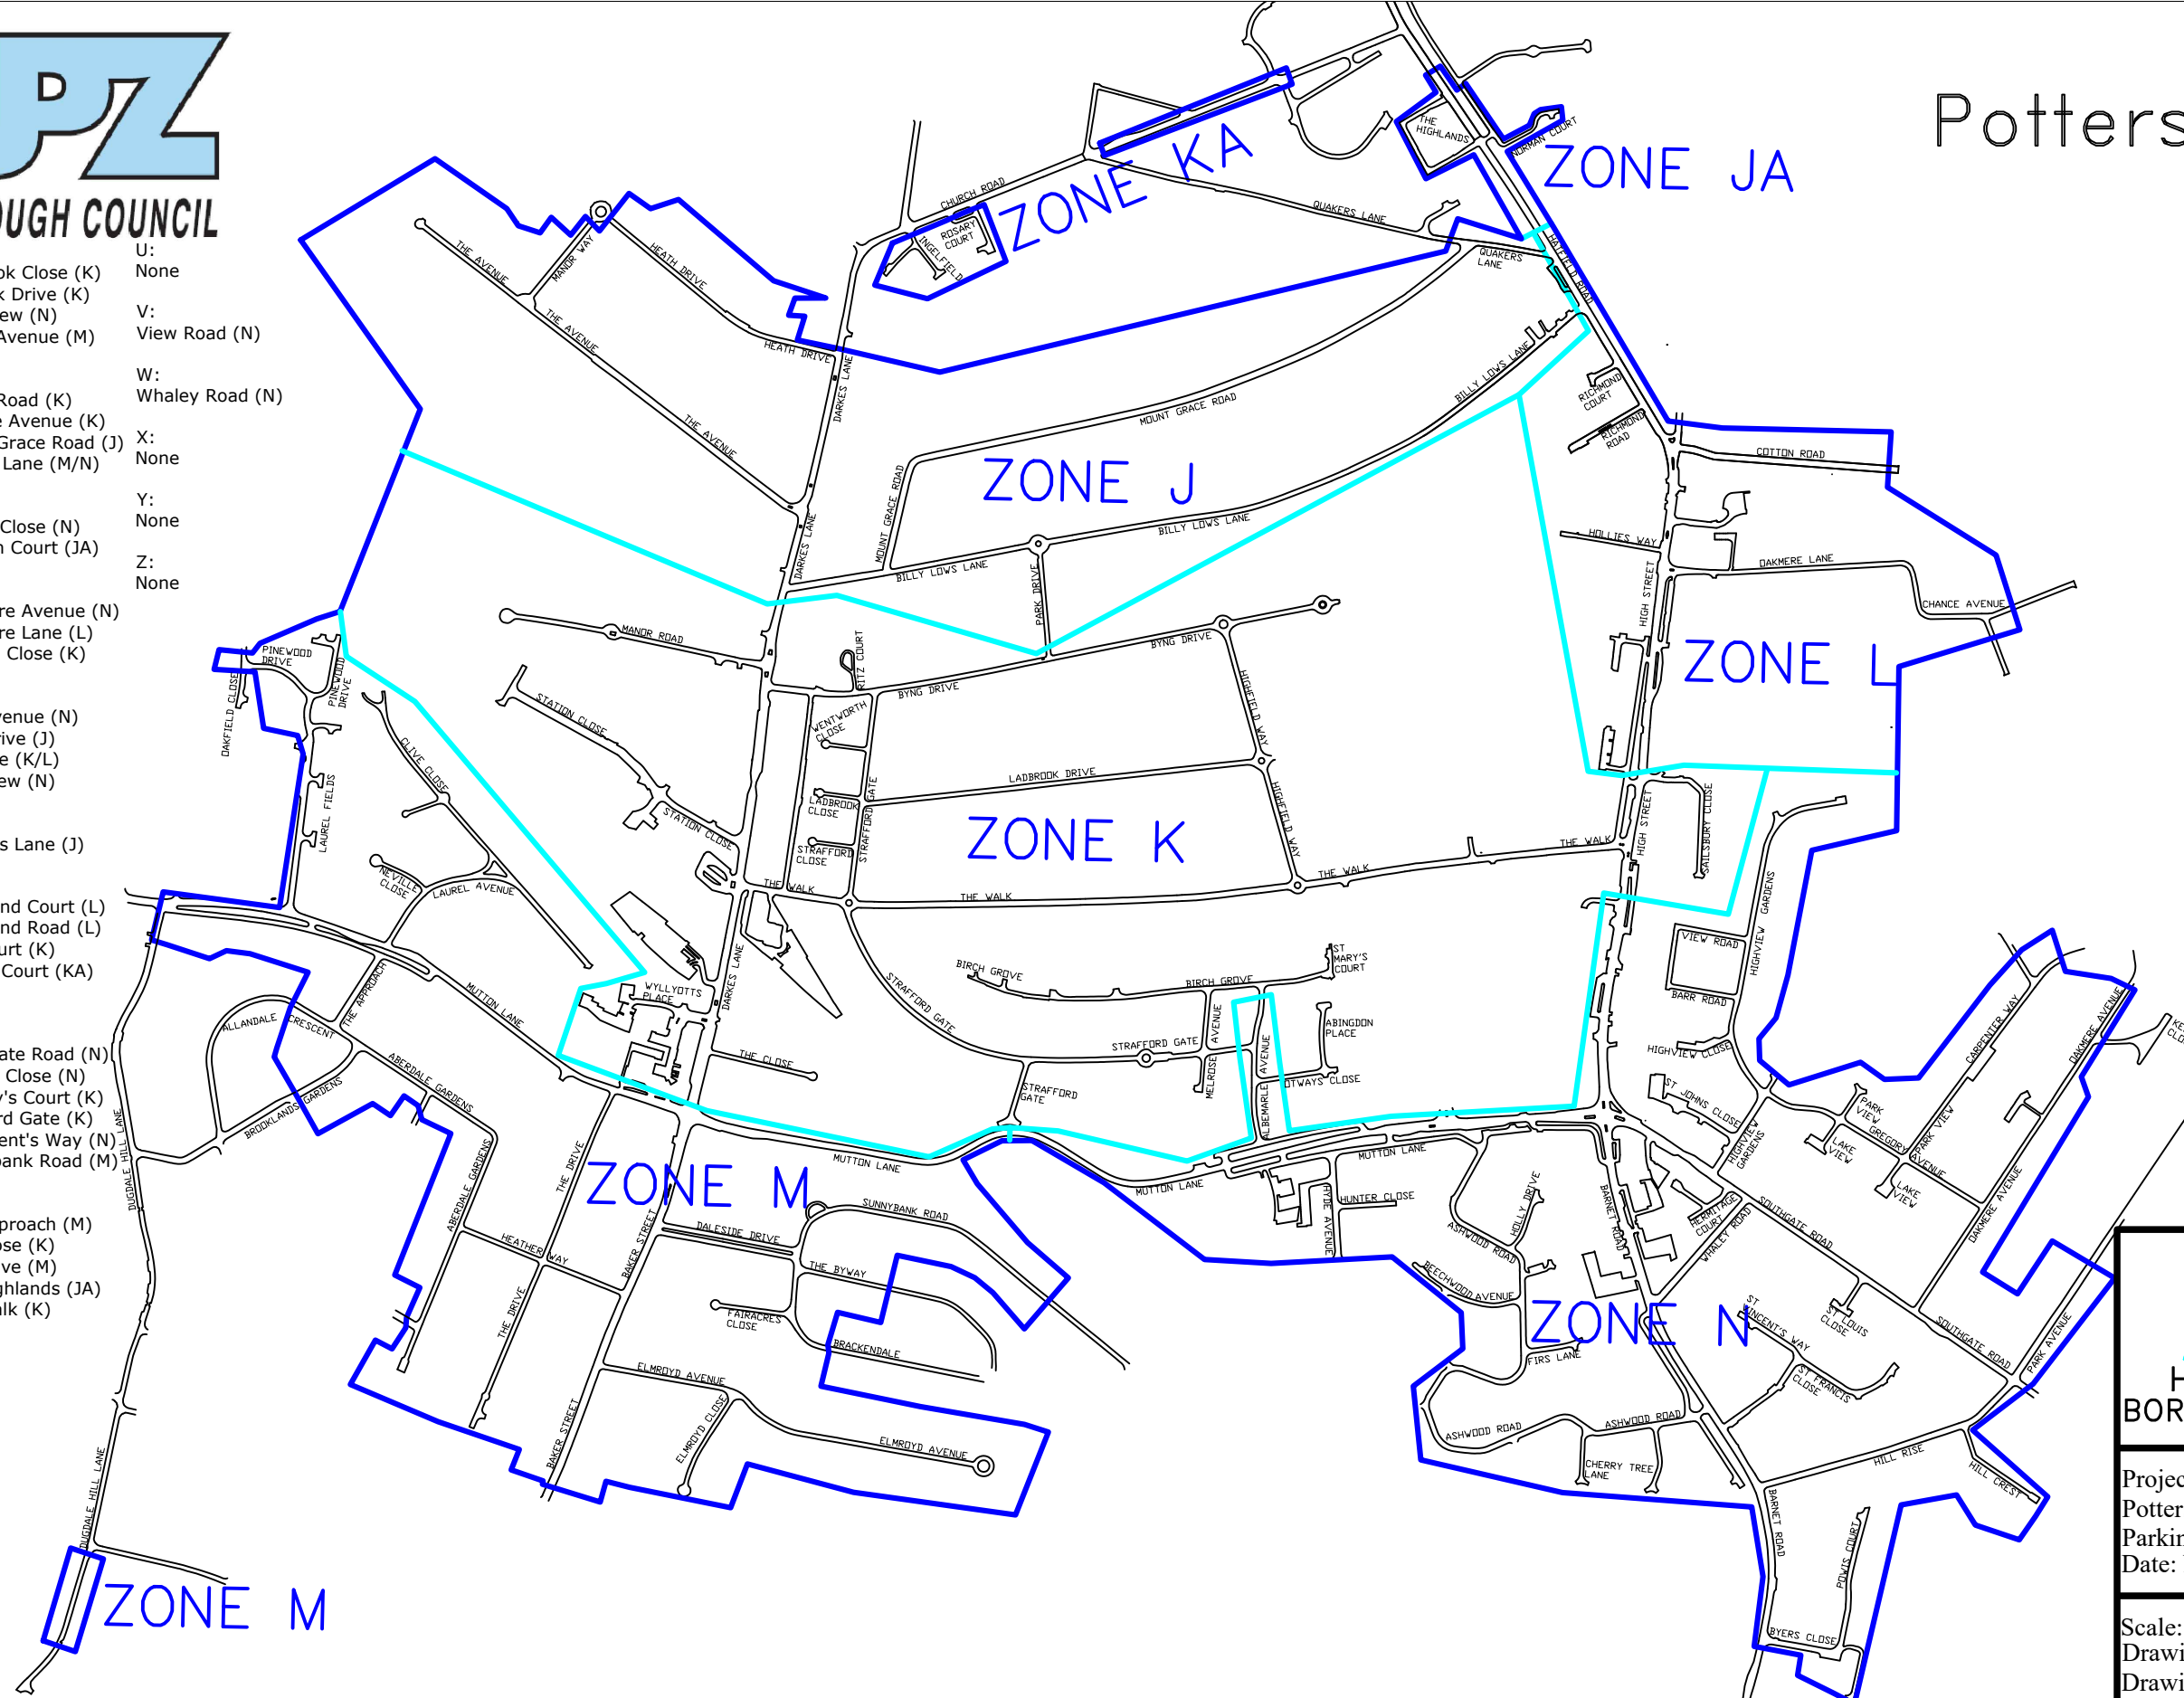 PZ
OUGH COUNCIL
Potters
U:
None
V:
View Road (N)
W:
Whaley Road (N)
X:
None
Y:
None
Z:
None
ok Close (K)
k Drive (K)
ew (N)
Avenue (M)
Road (K)
e Avenue (K)
Grace Road (J)
Lane (M/N)
Close (N)
n Court (JA)
re Avenue (N)
re Lane (L)
Close (K)
venue (N)
rive (J)
e (K/L)
ew (N)
s Lane (J)
nd Court (L)
nd Road (L)
urt (K)
Court (KA)
ate Road (N)
Close (N)
y's Court (K)
rd Gate (K)
ent's Way (N)
bank Road (M)
proach (M)
ose (K)
ive (M)
ghlands (JA)
alk (K)
ZONE KA
ZONE JA
ZONE J
ZONE L
ZONE K
ZONE M
ZONE N
ZONE M
THE
HIGHLANDS
NORMAN COURT
CHURCH ROAD
ROSARY
COURT
INGELFIELD
QUAKERS LANE
QUAKERS
LANE
HATFIELD ROAD
THE AVENUE
MANOR WAY
HEATH DRIVE
THE AVENUE
HEATH DRIVE
DARKES LANE
THE AVENUE
MOUNT GRACE ROAD
BILLY LOWS LANE
RICHMOND
COURT
RICHMOND
ROAD
COTTON ROAD
MOUNT GRACE ROAD
DARKES LANE
BILLY LOWS LANE
BILLY LOWS LANE
HOLLIES WAY
OAKMERE LANE
CHANCE AVENUE
HIGH STREET
PARK DRIVE
MANOR ROAD
RITZ COURT
BYNG DRIVE
BYNG DRIVE
PINEWOOD
DRIVE
PINEWOOD
DRIVE
OAKFIELD CLOSE
STATION CLOSE
WENTWORTH
CLOSE
HIGHFIELD WAY
CLIVE CLOSE
LADBROOK DRIVE
LADBROOK
CLOSE
STRAFFORD GATE
HIGHFIELD WAY
LAUREL FIELDS
STATION CLOSE
STRAFFORD
CLOSE
HIGH STREET
SAILSBURY CLOSE
THE WALK
THE WALK
THE WALK
THE WALK
NEVILLE
CLOSE
LAUREL AVENUE
HIGHVIEW GARDENS
VIEW ROAD
BARR ROAD
HIGHVIEW CLOSE
ST
MARY'S
COURT
BIRCH GROVE
BIRCH GROVE
WYLLYOTTS
PLACE
DARKES LANE
STRAFFORD GATE
MUTTON LANE
THE APPROACH
ALLANDALE CRESCENT
ABINGDON
PLACE
STRAFFORD GATE
MELROSE AVENUE
ALBEMARLE AVENUE
OTWAYS CLOSE
THE CLOSE
STRAFFORD
GATE
ABERDALE GARDENS
BROOKLANDS GARDENS
CARPENTER WAY
OAKMERE AVENUE
ST JOHNS CLOSE
PARK
VIEW
LAKE
VIEW
GREGORY AVENUE
PARK VIEW
LAKE
VIEW
HIGHVIEW
GARDENS
DUGDALE HILL LANE
ABERDALE GARDENS
THE DRIVE
MUTTON LANE
MUTTON LANE
MUTTON LANE
HYDE AVENUE
HUNTER CLOSE
HOLLY DRIVE
ASHWOOD ROAD
BARNET ROAD
HERMITAGE
COURT
WHALEY ROAD
SOUTHGATE ROAD
OAKMERE AVENUE
SUNNYBANK ROAD
DALESIDE DRIVE
BAKER STREET
HEATHER WAY
THE BYWAY
THE DRIVE
FAIRACRES
CLOSE
BRACKENDALE
BEECHWOOD AVENUE
ST
VINCENT'S WAY
ST LOUIS
CLOSE
SOUTHGATE ROAD
PARK AVENUE
FIRS LANE
ST FRANCIS
CLOSE
ELMROYD AVENUE
ELMROYD CLOSE
BAKER STREET
ELMROYD AVENUE
ASHWOOD ROAD
ASHWOOD ROAD
CHERRY TREE
LANE
HILL RISE
HILL CREST
BARNET ROAD
POWIS COURT
BYERS CLOSE
DUGDALE HILL LANE
H
BOR
Projec
Potter
Parkin
Date:
Scale:
Drawi
Drawi